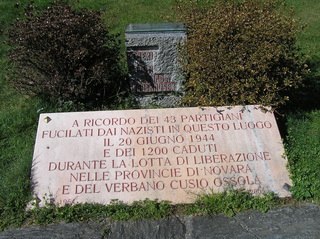 A RICORDO DEI 43 PARTIGIANI
FUCILATI DAI NAZISTI IN QUESTO LUOGO
IL 20 GIUGNO 1944
E DEI 1200 CADUTI
DURANTE LA LOTTA DI LIBERAZIONE
NELLE PROVINCIE DI NOVARA
E DEL VERBANO CUSIO OSSOLA